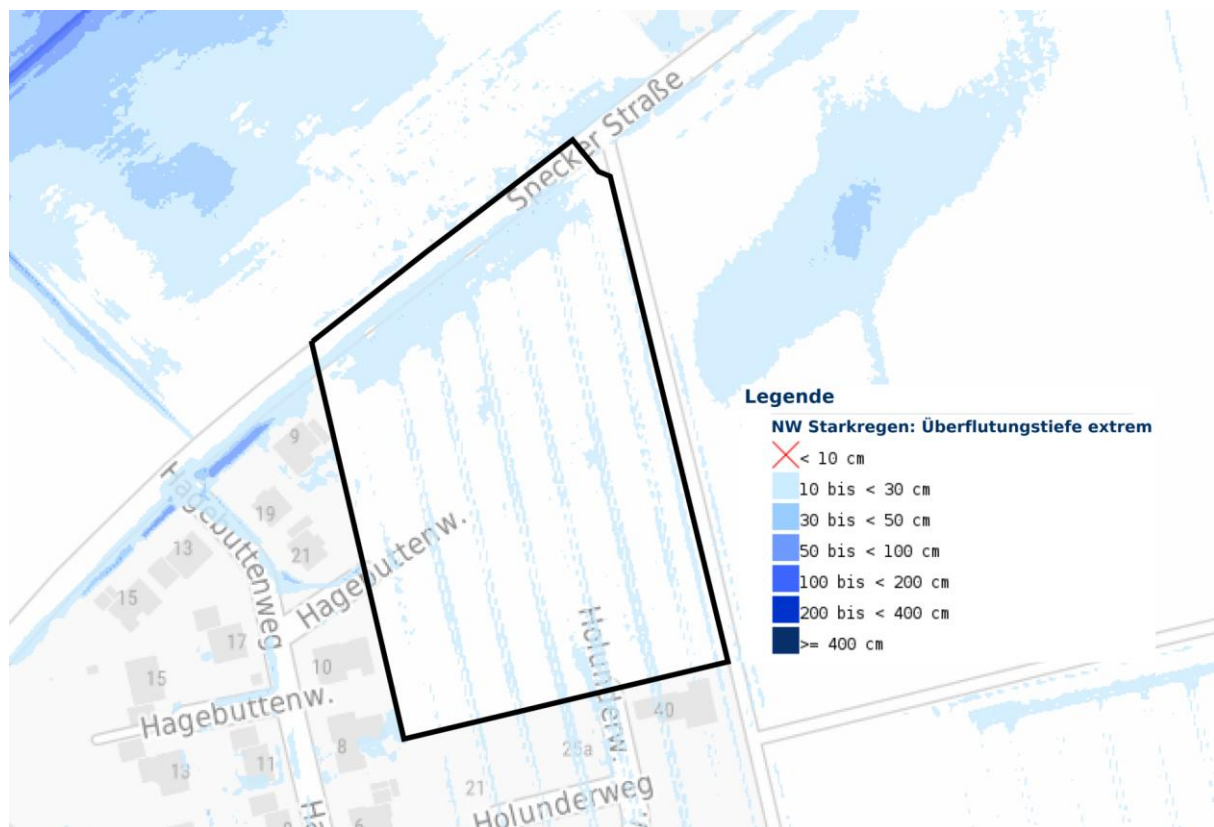 Snecker Straße
Legende
NW Starkregen: Überflutungstiefe extrem
< 10 cm
10 bis < 30 cm
30 bis < 50 cm
50 bis < 100 cm
100 bis < 200 cm
200 bis < 400 cm
>= 400 cm
9
19
21
13
15
17
Hagebuttenweg
Hagebuttenw.
10
15
Hagebuttenw.
8
13
11
Holunderw.
40
25a
21
Holunderweg